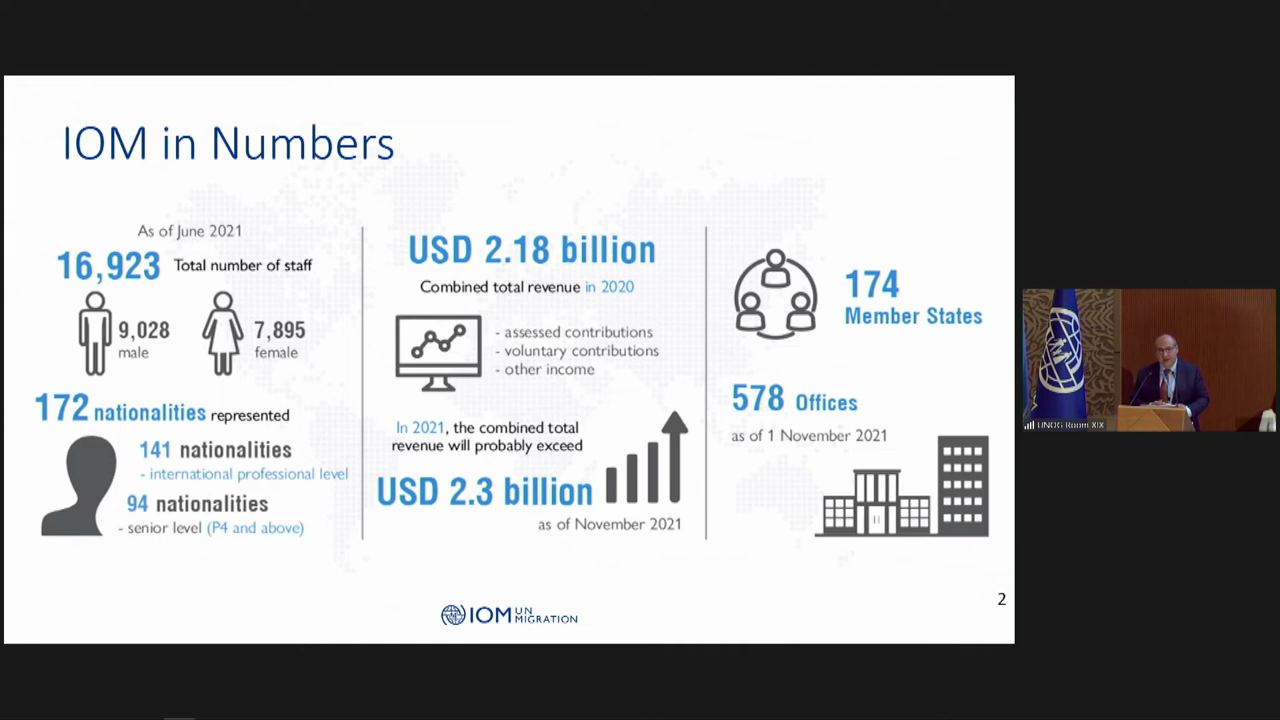 IOM in Numbers
As of June 2021
16,923 Total number of staff
9,028
male
7,895
female
172 nationalities represented
141 nationalities
- international professional level
94 nationalities
- senior level (P4 and above)
USD 2.18 billion
Combined total revenue in 2020
- assessed contributions
- voluntary contributions
- other income
In 2021, the combined total
revenue will probably exceed
USD 2.3 billion
as of November 2021
174
Member States
578 Offices
as of 1 November 2021
IOM UN
MIGRATION
2
UNOG Room XIX